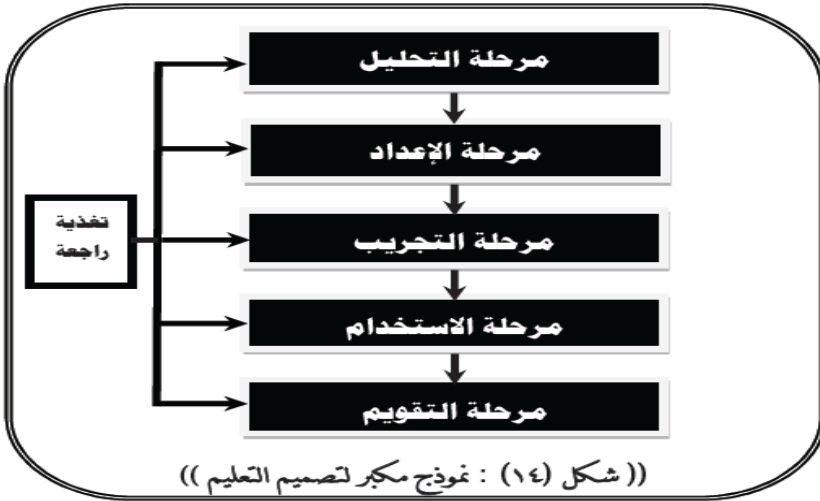 مرحلة التحليل
مرحلة الإعداد
تغذية
راجعة
مرحلة التجريب
مرحلة الاستخدام
مرحلة التقويم
(( شكل (١٤) : نموذج مكبر لتصميم التعليم ))